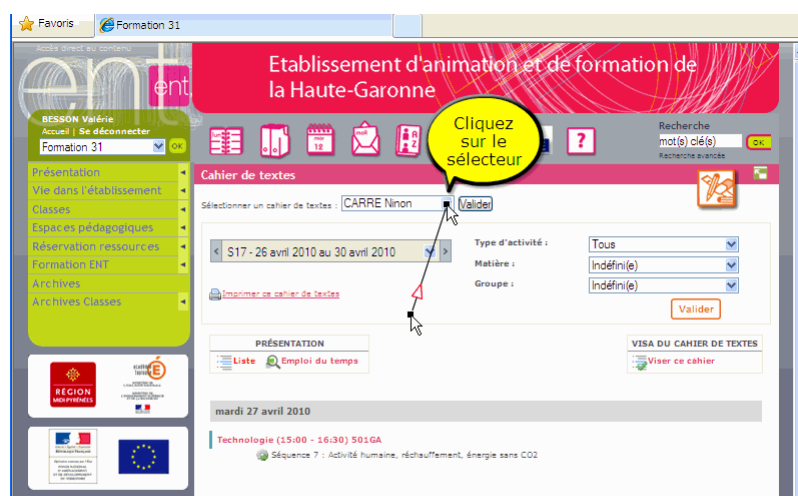 Favoris
Formation 31
Accès direct au contenu
ent
ent
Etablissement d'animation et de formation de
la Haute-Garonne
BESSON Valérie
Accueil | Se déconnecter
Formation 31
OK
Cliquez
sur le
sélecteur
?
Recherche
mot(s) clé(s)
OK
Recherche avancée
Présentation
Vie dans l'établissement
Classes
Espaces pédagogiques
Réservation ressources
Formation ENT
Archives
Archives Classes
Cahier de textes
Sélectionner un cahier de textes : CARRE Ninon
Valider
< S17 - 26 avril 2010 au 30 avril 2010 >
Imprimer ce cahier de textes
Type d'activité : Tous
Matière : Indéfini(e)
Groupe : Indéfini(e)
Valider
PRÉSENTATION
Liste Emploi du temps
VISA DU CAHIER DE TEXTES
Viser ce cahier
mardi 27 avril 2010
Technologie (15:00 - 16:30) 501GA
Séquence 7 : Activité humaine, réchauffement, énergie sans CO2
RÉGION
MIDI-PYRÉNÉES
académie
Toulouse